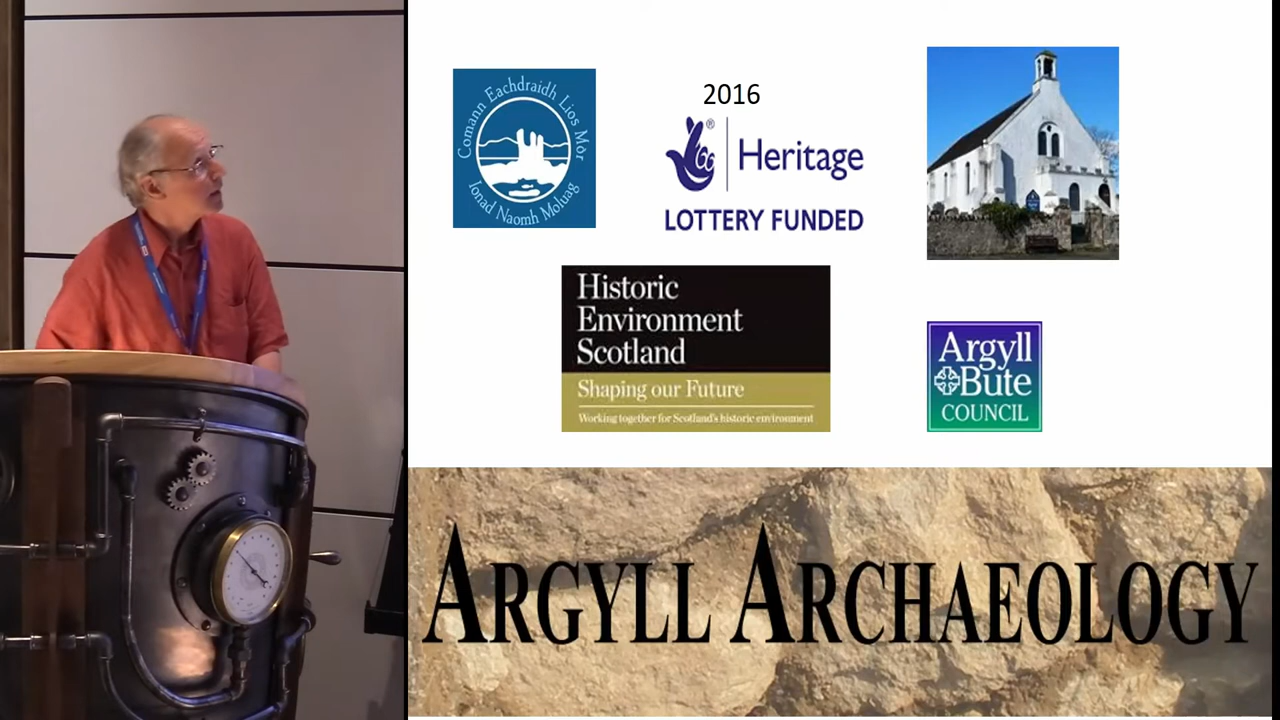 Comann Eachdraidh Lios Mòr
Ionad Naomh Moluag
2016
Heritage
LOTTERY FUNDED
Historic
Environment
Scotland
Shaping our Future
Working together for Scotland's historic environment
Argyll
Bute
COUNCIL
ARGYLL ARCHAEOLOGY